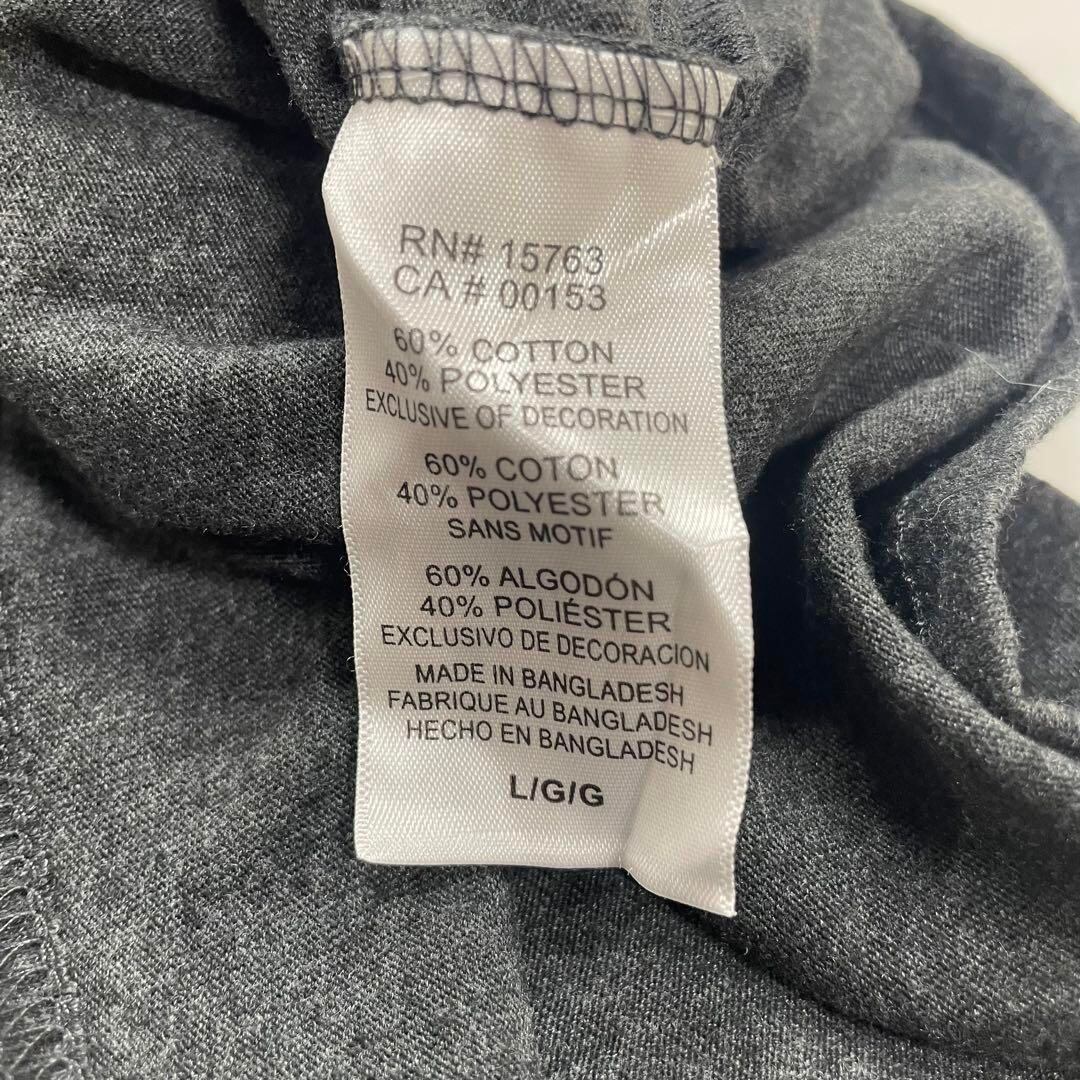 RN# 15763
CA # 00153
60% COTTON
40% POLYESTER
EXCLUSIVE OF DECORATION
60% COTON
40% POLYESTER
SANS MOTIF
60% ALGODÓN
40% POLIÉSTER
EXCLUSIVO DE DECORACION
MADE IN BANGLADESH
FABRIQUE AU BANGLADESH
HECHO EN BANGLADESH
L/G/G